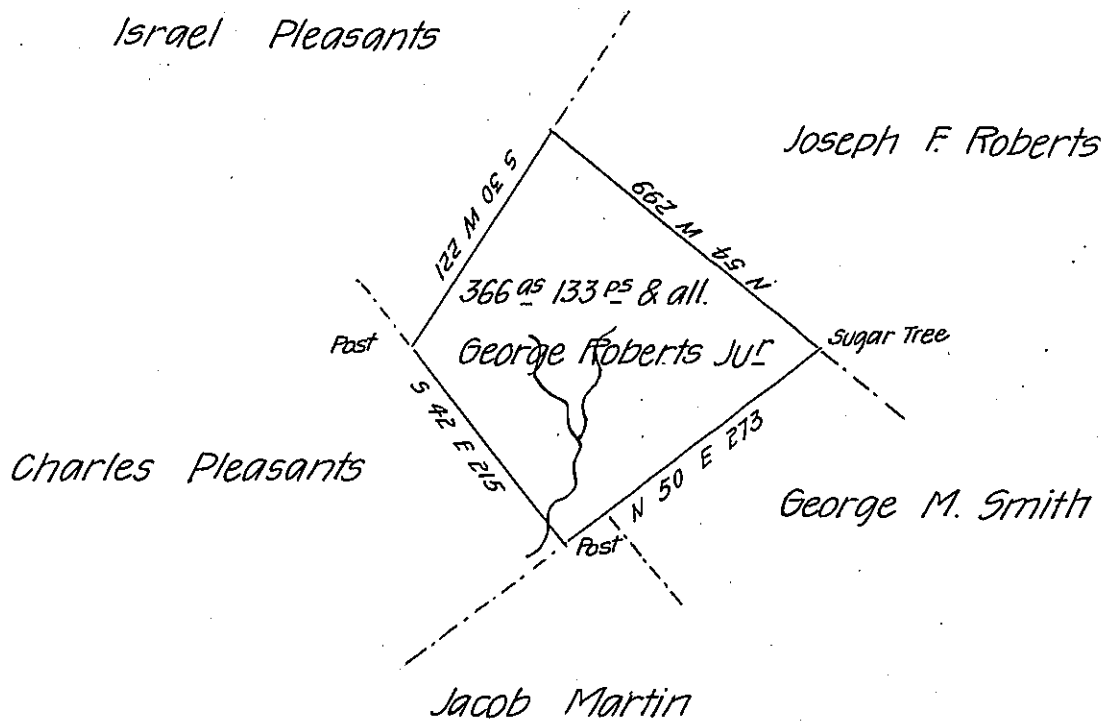 Israel Pleasants
Joseph F. Roberts
S 30 W 221
N 54 W 299
366 as 133 ps & all.
George Roberts Jur
Post
Sugar Tree
S 42 E 215
N 50 E 273
Charles Pleasants
George M. Smith
Post
Jacob Martin